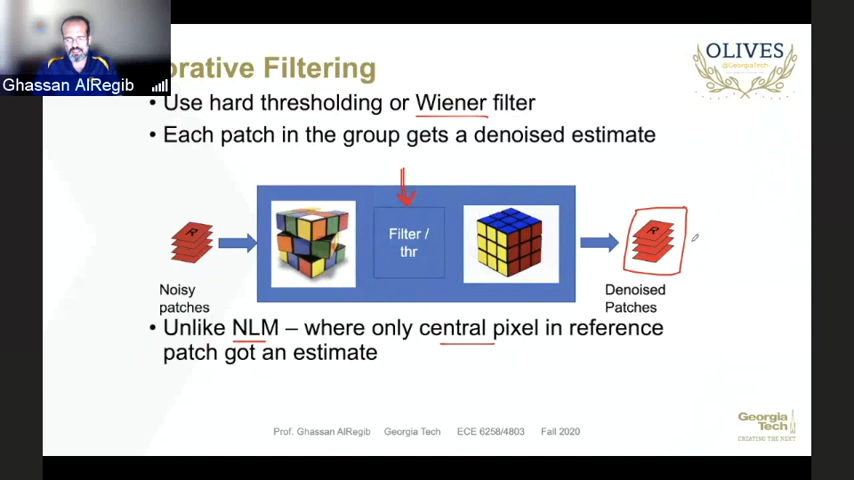 Ghassan AlRegib
orative Filtering
OLIVES
@GeorgiaTech
• Use hard thresholding or Wiener filter
• Each patch in the group gets a denoised estimate
R
Filter /
thr
R
Noisy
patches
Denoised
Patches
• Unlike NLM – where only central pixel in reference
patch got an estimate
Prof. Ghassan AlRegib Georgia Tech ECE 6258/4803 Fall 2020
Georgia
Tech
CREATING THE NEXT